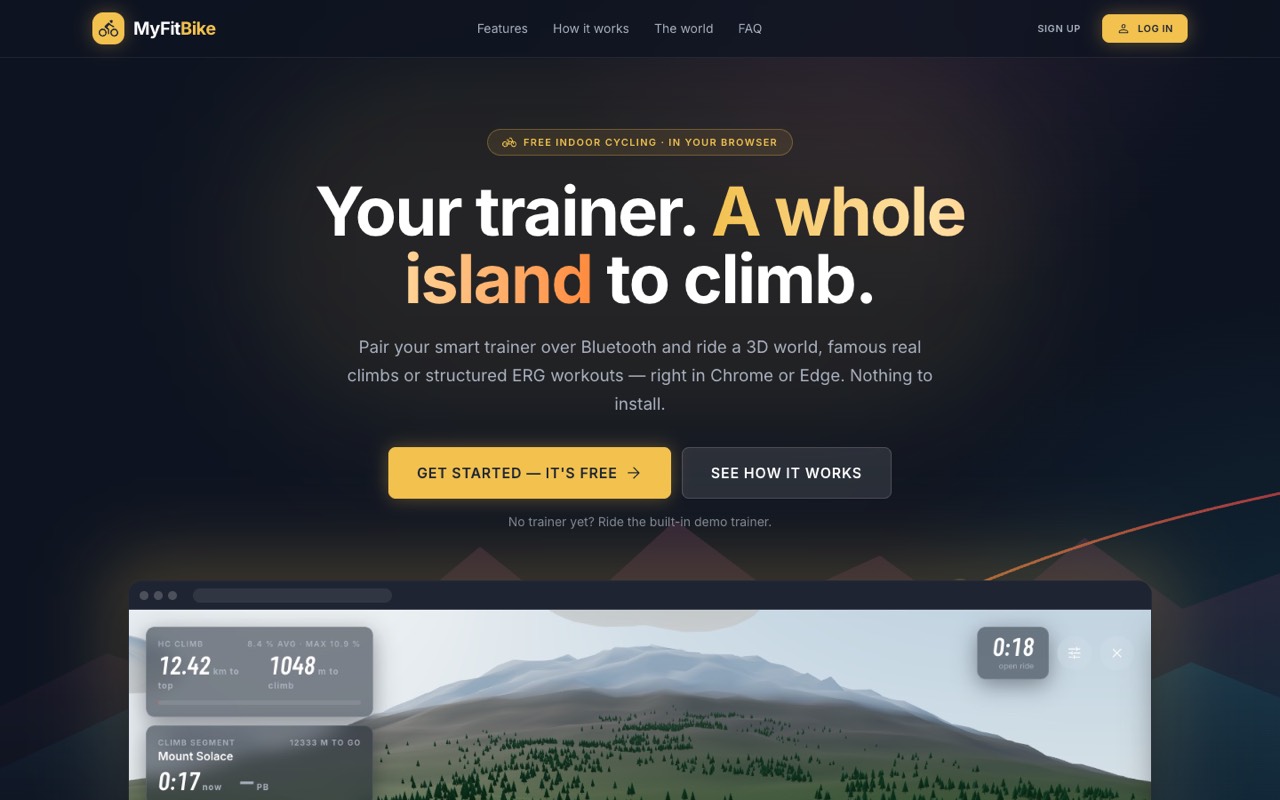 MyFitBike
Features
How it works
The world
FAQ
SIGN UP
LOG IN
FREE INDOOR CYCLING · IN YOUR BROWSER
Your trainer. A whole
island to climb.
Pair your smart trainer over Bluetooth and ride a 3D world, famous real
climbs or structured ERG workouts — right in Chrome or Edge. Nothing to
install.
GET STARTED — IT'S FREE →
SEE HOW IT WORKS
No trainer yet? Ride the built-in demo trainer.
HC CLIMB
6.4 % AVG · MAX 10.9 %
12.42 km to
top
1048 m to
climb
0:18
open ride
CLIMB SEGMENT
12333 M TO GO
Mount Solace
0:17 now
— PB